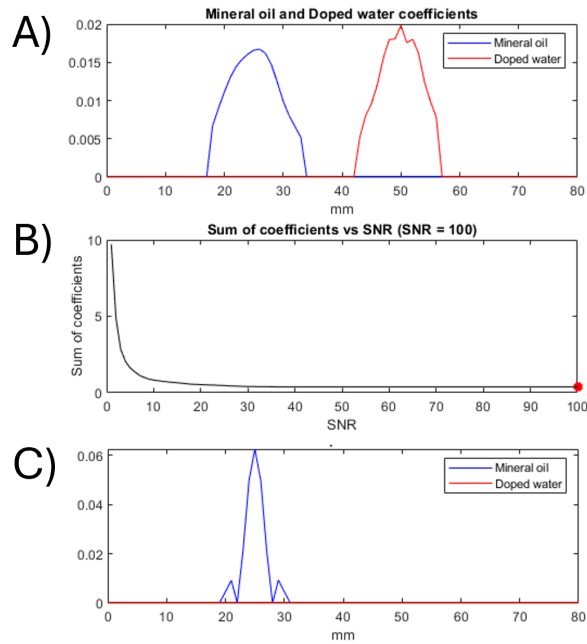 A)
Mineral oil and Doped water coefficients
0.02
0.015
0.01
0.005
0
Mineral oil
Doped water
0 10 20 30 40 50 60 70 80
mm
B)
Sum of coefficients vs SNR (SNR = 100)
Sum of coefficients
10
5
0
0 10 20 30 40 50 60 70 80 90 100
SNR
C)
0.06
0.04
0.02
0
Mineral oil
Doped water
0 10 20 30 40 50 60 70 80
mm